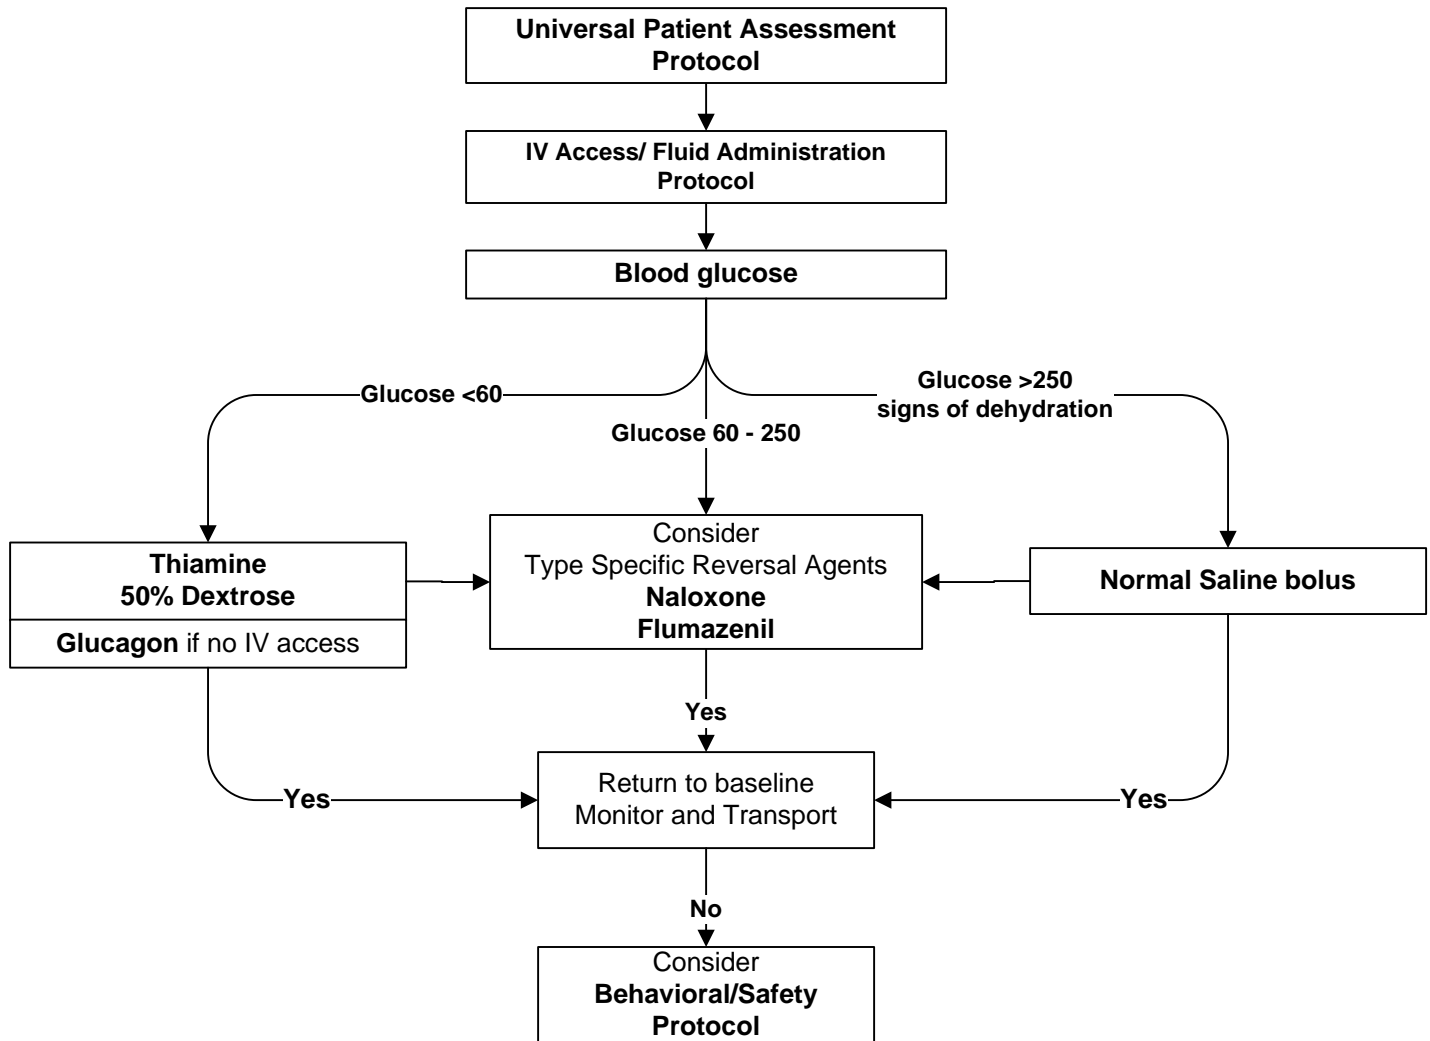 Universal Patient Assessment
Protocol
IV Access/ Fluid Administration
Protocol
Blood glucose
Glucose <60
Glucose 60 - 250
Glucose >250
signs of dehydration
Thiamine
50% Dextrose
Glucagon if no IV access
Consider
Type Specific Reversal Agents
Naloxone
Flumazenil
Normal Saline bolus
Yes
Yes
Yes
Return to baseline
Monitor and Transport
No
Consider
Behavioral/Safety
Protocol